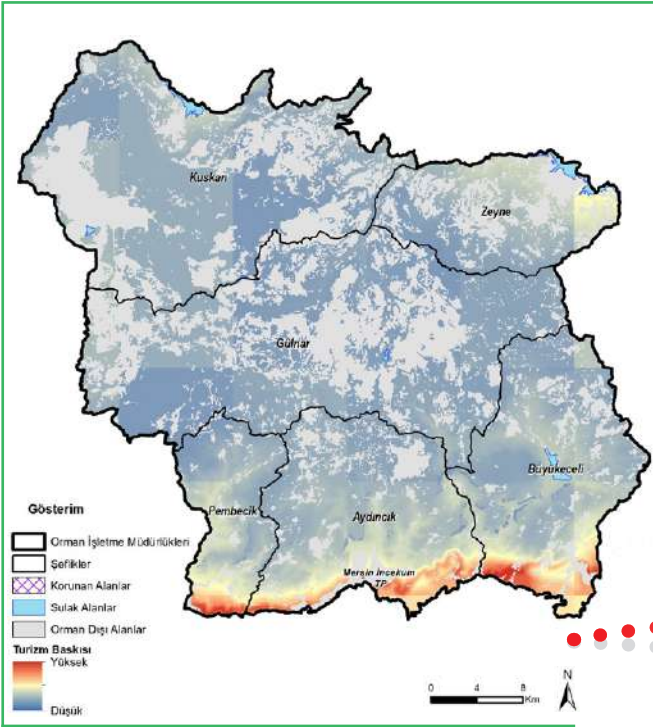 Kuskan
Zeyne
Gülnar
Büyükeceli
Pembecik
Aydıncık
Mersin İncekum
TP
Gösterim
Orman İşletme Müdürlükleri
Şeflikler
Korunan Alanlar
Sulak Alanlar
Orman Dışı Alanlar
Turizm Baskısı
Yüksek
Düşük
0 4 8
Km
N